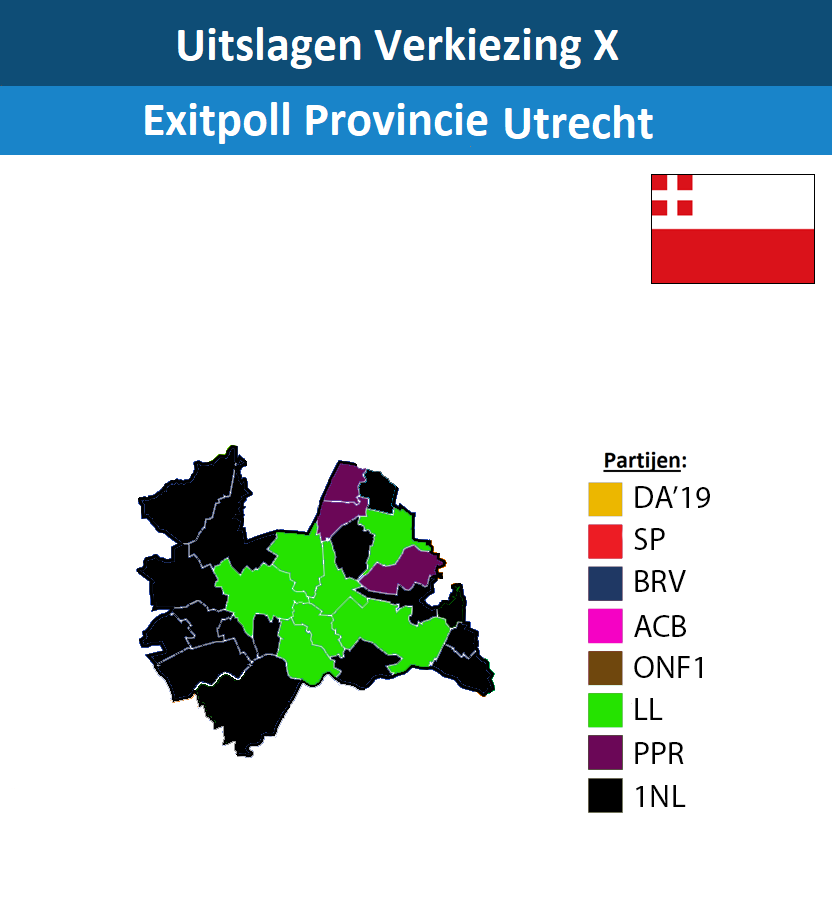 Uitslagen Verkiezing X
Exitpoll Provincie Utrecht
Partijen:
DA’19
SP
BRV
ACB
ONF1
LL
PPR
1NL